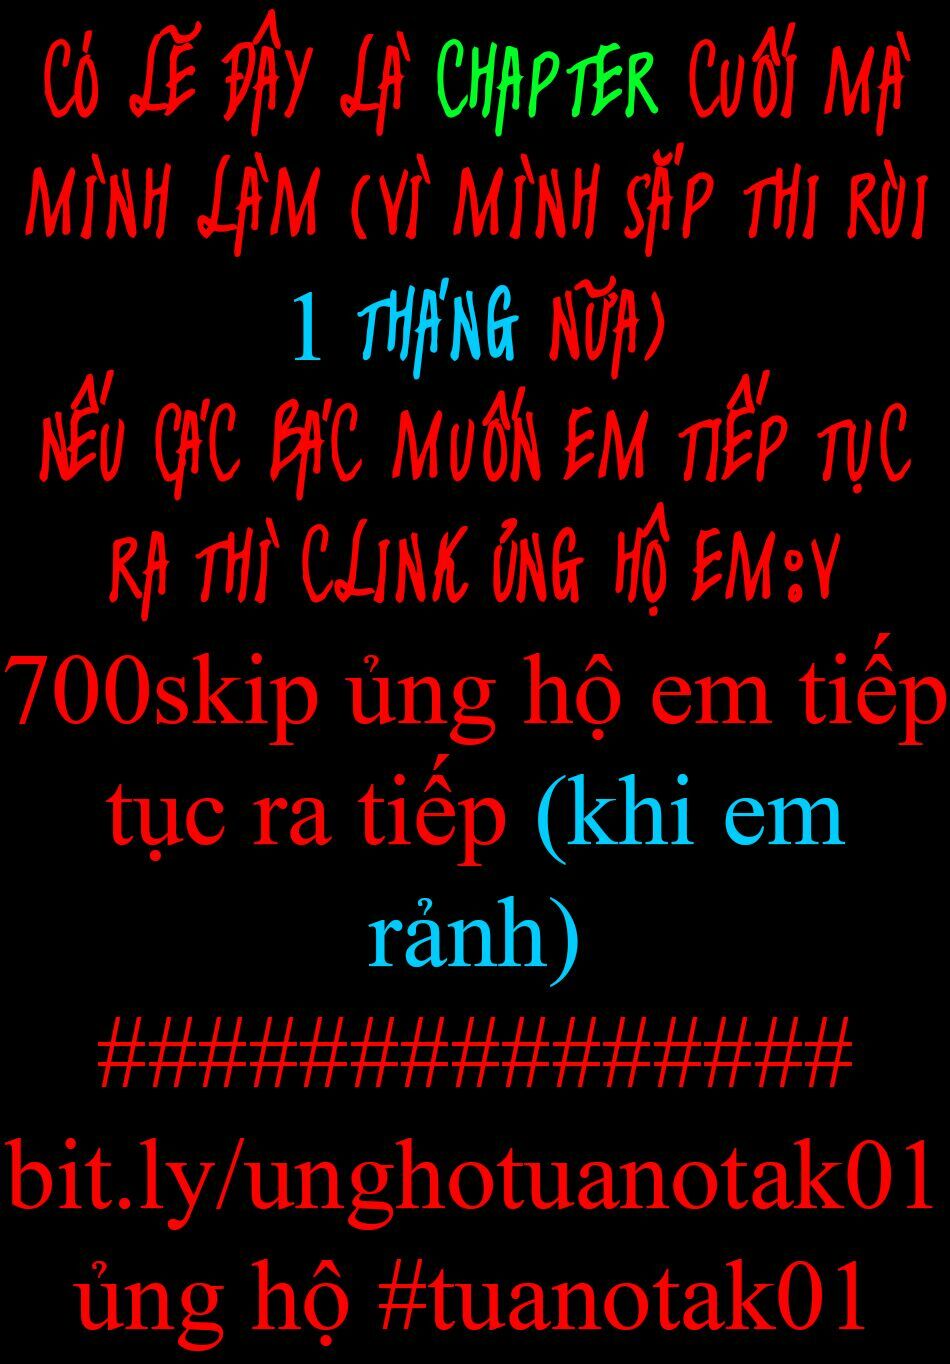 CÓ LẼ ĐÂY LÀ CHAPTER CUỐI MÀ
MÌNH LÀM (VÌ MÌNH SẮP THI RÙI
1 THÁNG NỮA)
NẾU CÁC BÁC MUỐN EM TIẾP TỤC
RA THÌ CLINK ỦNG HỘ EM:V
700skip ủng hộ em tiếp
tục ra tiếp (khi em
rảnh)
###############
bit.ly/unghotuanotak01
ủng hộ #tuanotak01